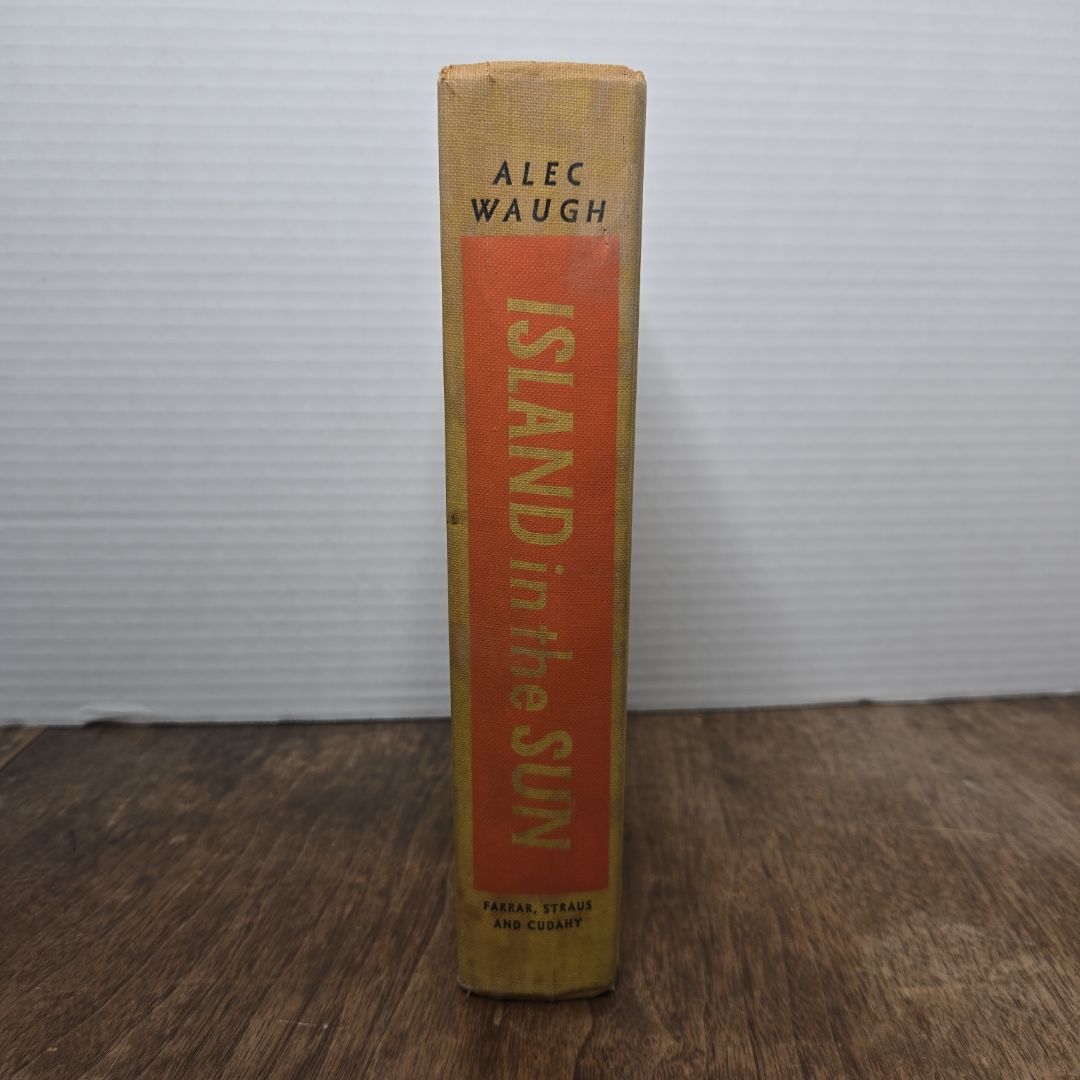 ALEC
WAUGH
ISLAND in the SUN
FARRAR, STRAUS
AND CUDAHY